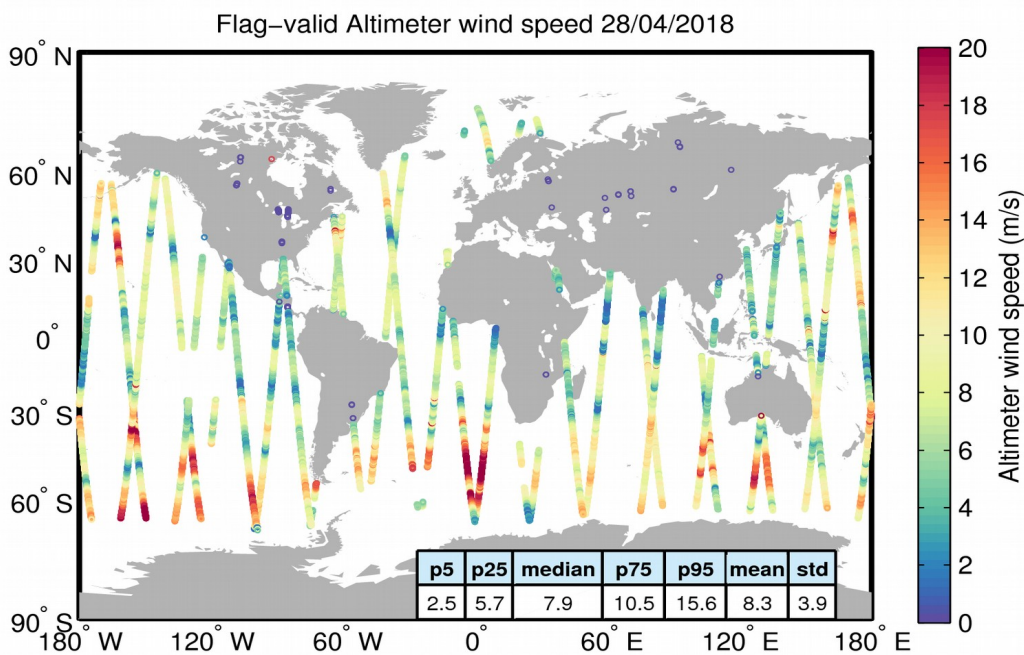 Flag−valid Altimeter wind speed 28/04/2018
90° N
60° N
30° N
0°
30° S
60° S
90° S
180° W
120° W
60° W
0°
60° E
120° E
180° E
p5 p25 median p75 p95 mean std
2.5 5.7 7.9 10.5 15.6 8.3 3.9
20
18
16
14
12
10
8
6
4
2
0
Altimeter wind speed (m/s)